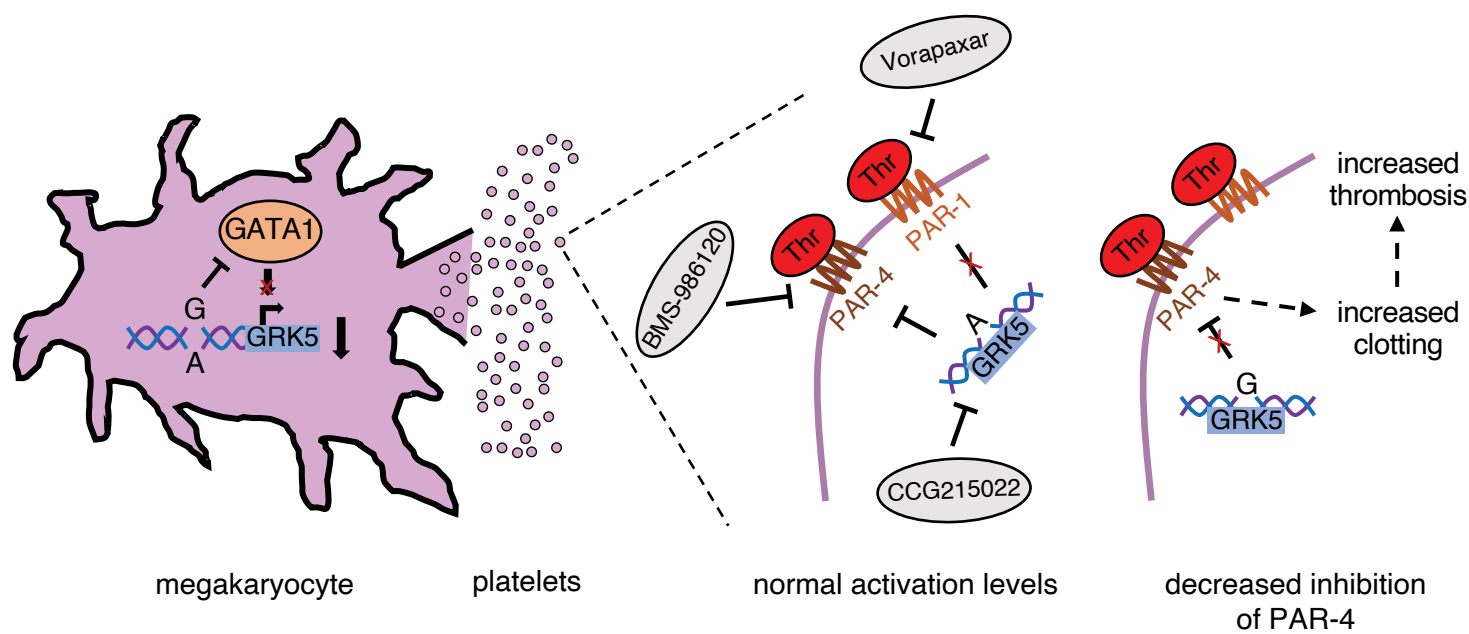 GATA1
G
A
GRK5
megakaryocyte
platelets
Vorapaxar
Thr
PAR-1
Thr
PAR-4
BMS-986120
A
GRK5
CCG215022
normal activation levels
Thr
Thr
PAR-4
increased
thrombosis
increased
clotting
G
GRK5
decreased inhibition
of PAR-4